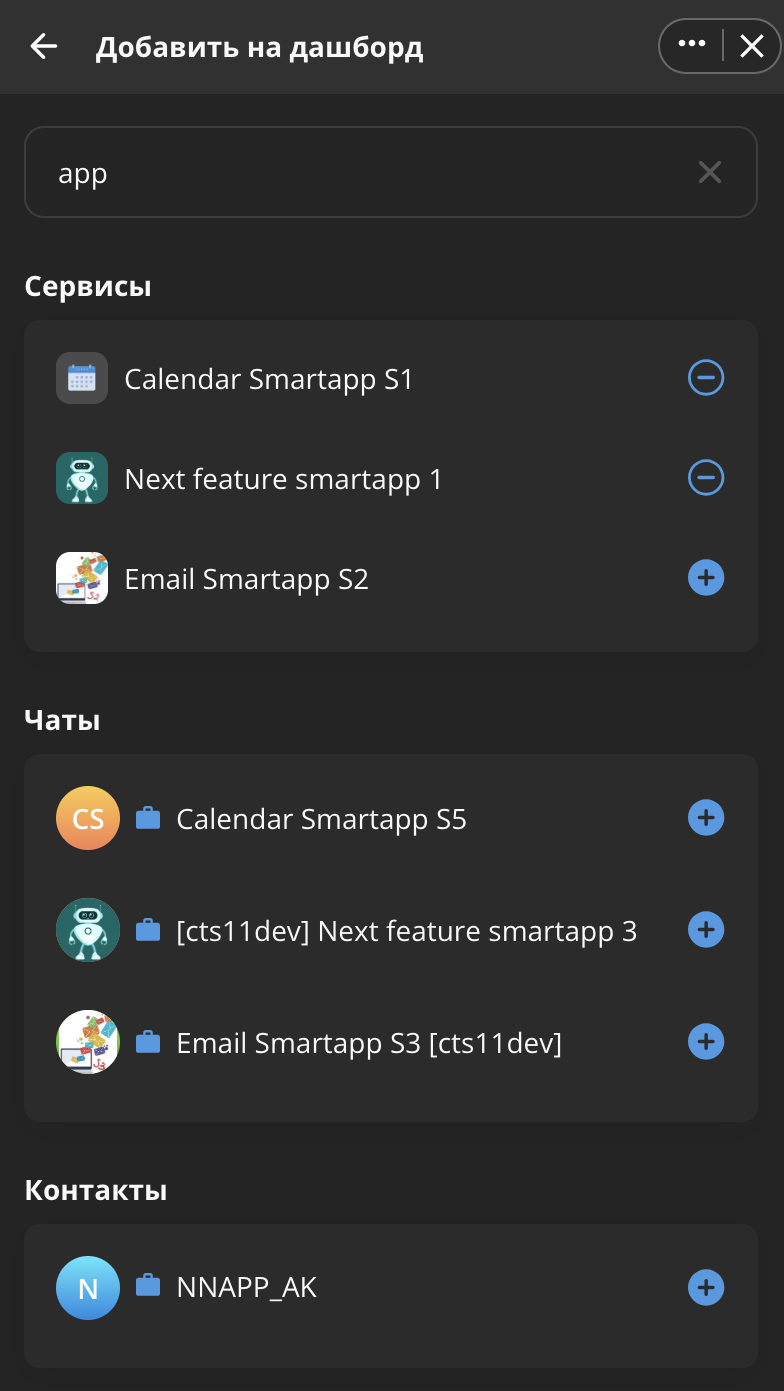 Добавить на дашборд
app
Сервисы
Calendar Smartapp S1
Next feature smartapp 1
Email Smartapp S2
Чаты
CS Calendar Smartapp S5
[cts11dev] Next feature smartapp 3
Email Smartapp S3 [cts11dev]
Контакты
N NNAPP_AK